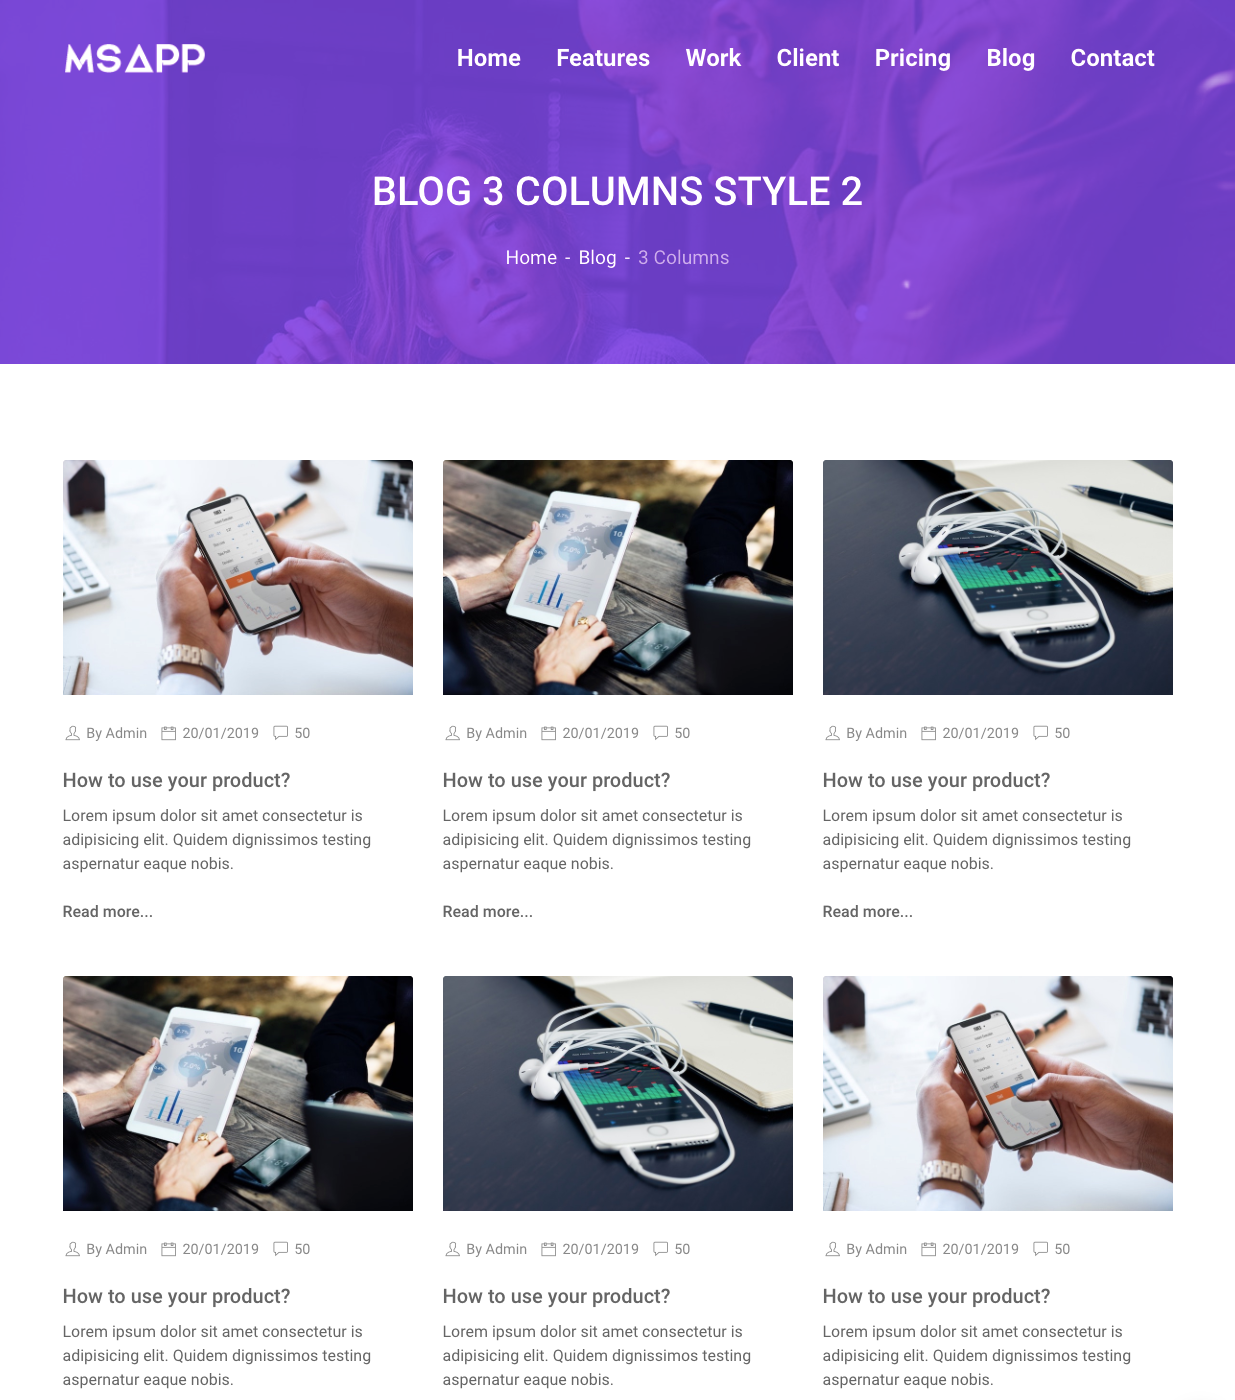 MSAPP
Home Features Work Client Pricing Blog Contact
BLOG 3 COLUMNS STYLE 2
Home - Blog - 3 Columns
By Admin 20/01/2019 50
How to use your product?
Lorem ipsum dolor sit amet consectetur is
adipisicing elit. Quidem dignissimos testing
aspernatur eaque nobis.
Read more...
By Admin 20/01/2019 50
How to use your product?
Lorem ipsum dolor sit amet consectetur is
adipisicing elit. Quidem dignissimos testing
aspernatur eaque nobis.
Read more...
By Admin 20/01/2019 50
How to use your product?
Lorem ipsum dolor sit amet consectetur is
adipisicing elit. Quidem dignissimos testing
aspernatur eaque nobis.
Read more...
By Admin 20/01/2019 50
How to use your product?
Lorem ipsum dolor sit amet consectetur is
adipisicing elit. Quidem dignissimos testing
aspernatur eaque nobis.
By Admin 20/01/2019 50
How to use your product?
Lorem ipsum dolor sit amet consectetur is
adipisicing elit. Quidem dignissimos testing
aspernatur eaque nobis.
By Admin 20/01/2019 50
How to use your product?
Lorem ipsum dolor sit amet consectetur is
adipisicing elit. Quidem dignissimos testing
aspernatur eaque nobis.